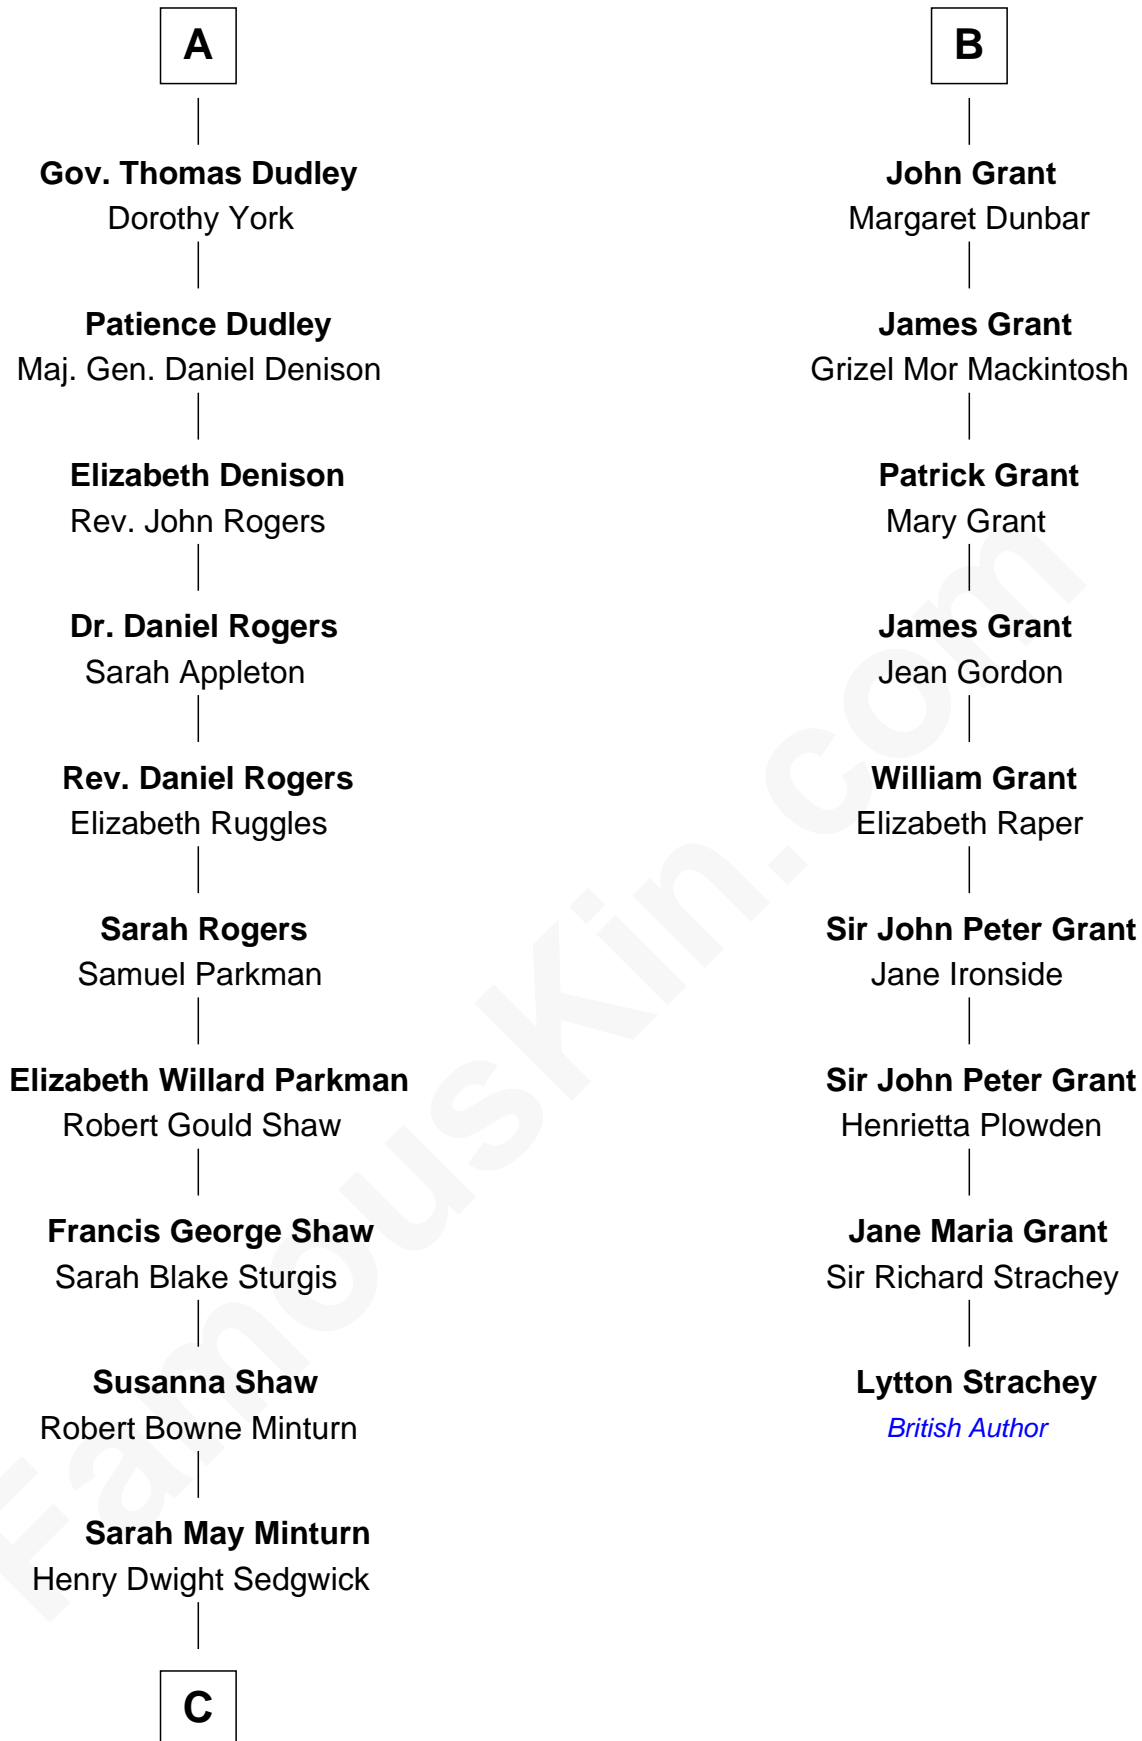 A
Gov. Thomas Dudley
Dorothy York
Patience Dudley
Maj. Gen. Daniel Denison
Elizabeth Denison
Rev. John Rogers
Dr. Daniel Rogers
Sarah Appleton
Rev. Daniel Rogers
Elizabeth Ruggles
Sarah Rogers
Samuel Parkman
Elizabeth Willard Parkman
Robert Gould Shaw
Francis George Shaw
Sarah Blake Sturgis
Susanna Shaw
Robert Bowne Minturn
Sarah May Minturn
Henry Dwight Sedgwick
C
B
John Grant
Margaret Dunbar
James Grant
Grizel Mor Mackintosh
Patrick Grant
Mary Grant
James Grant
Jean Gordon
William Grant
Elizabeth Raper
Sir John Peter Grant
Jane Ironside
Sir John Peter Grant
Henrietta Plowden
Jane Maria Grant
Sir Richard Strachey
Lytton Strachey
British Author
FamousKin.com